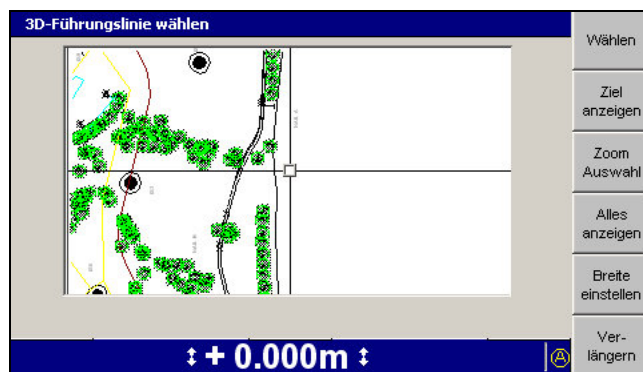 3D-Führungslinie wählen
Wählen
Ziel
anzeigen
Zoom
Auswahl
Alles
anzeigen
Breite
einstellen
Ver-
längern
+ 0.000m
A